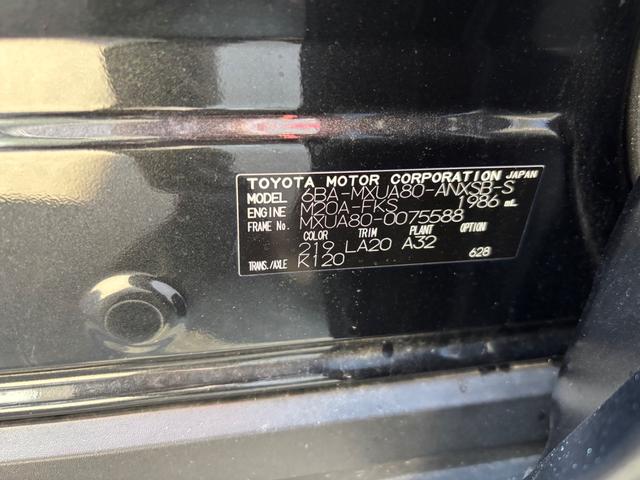 TOYOTA MOTOR CORPORATION JAPAN
MODEL 6BA-MXUA80-ANXSB-S
ENGINE M20A-FKS 1986 mL
FRAME No. MXUA80-0075588
COLOR TRIM PLANT OPTION
219 LA20 A32
TRANS./AXLE K120 628